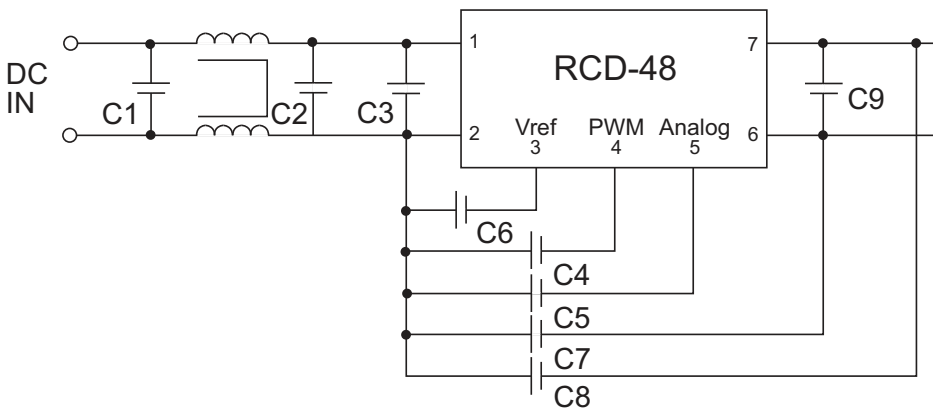 1
7
RCD-48
DC
IN
C1
C2
C3
C9
2
Vref
PWM
Analog
6
3
4
5
C6
C4
C5
C7
C8